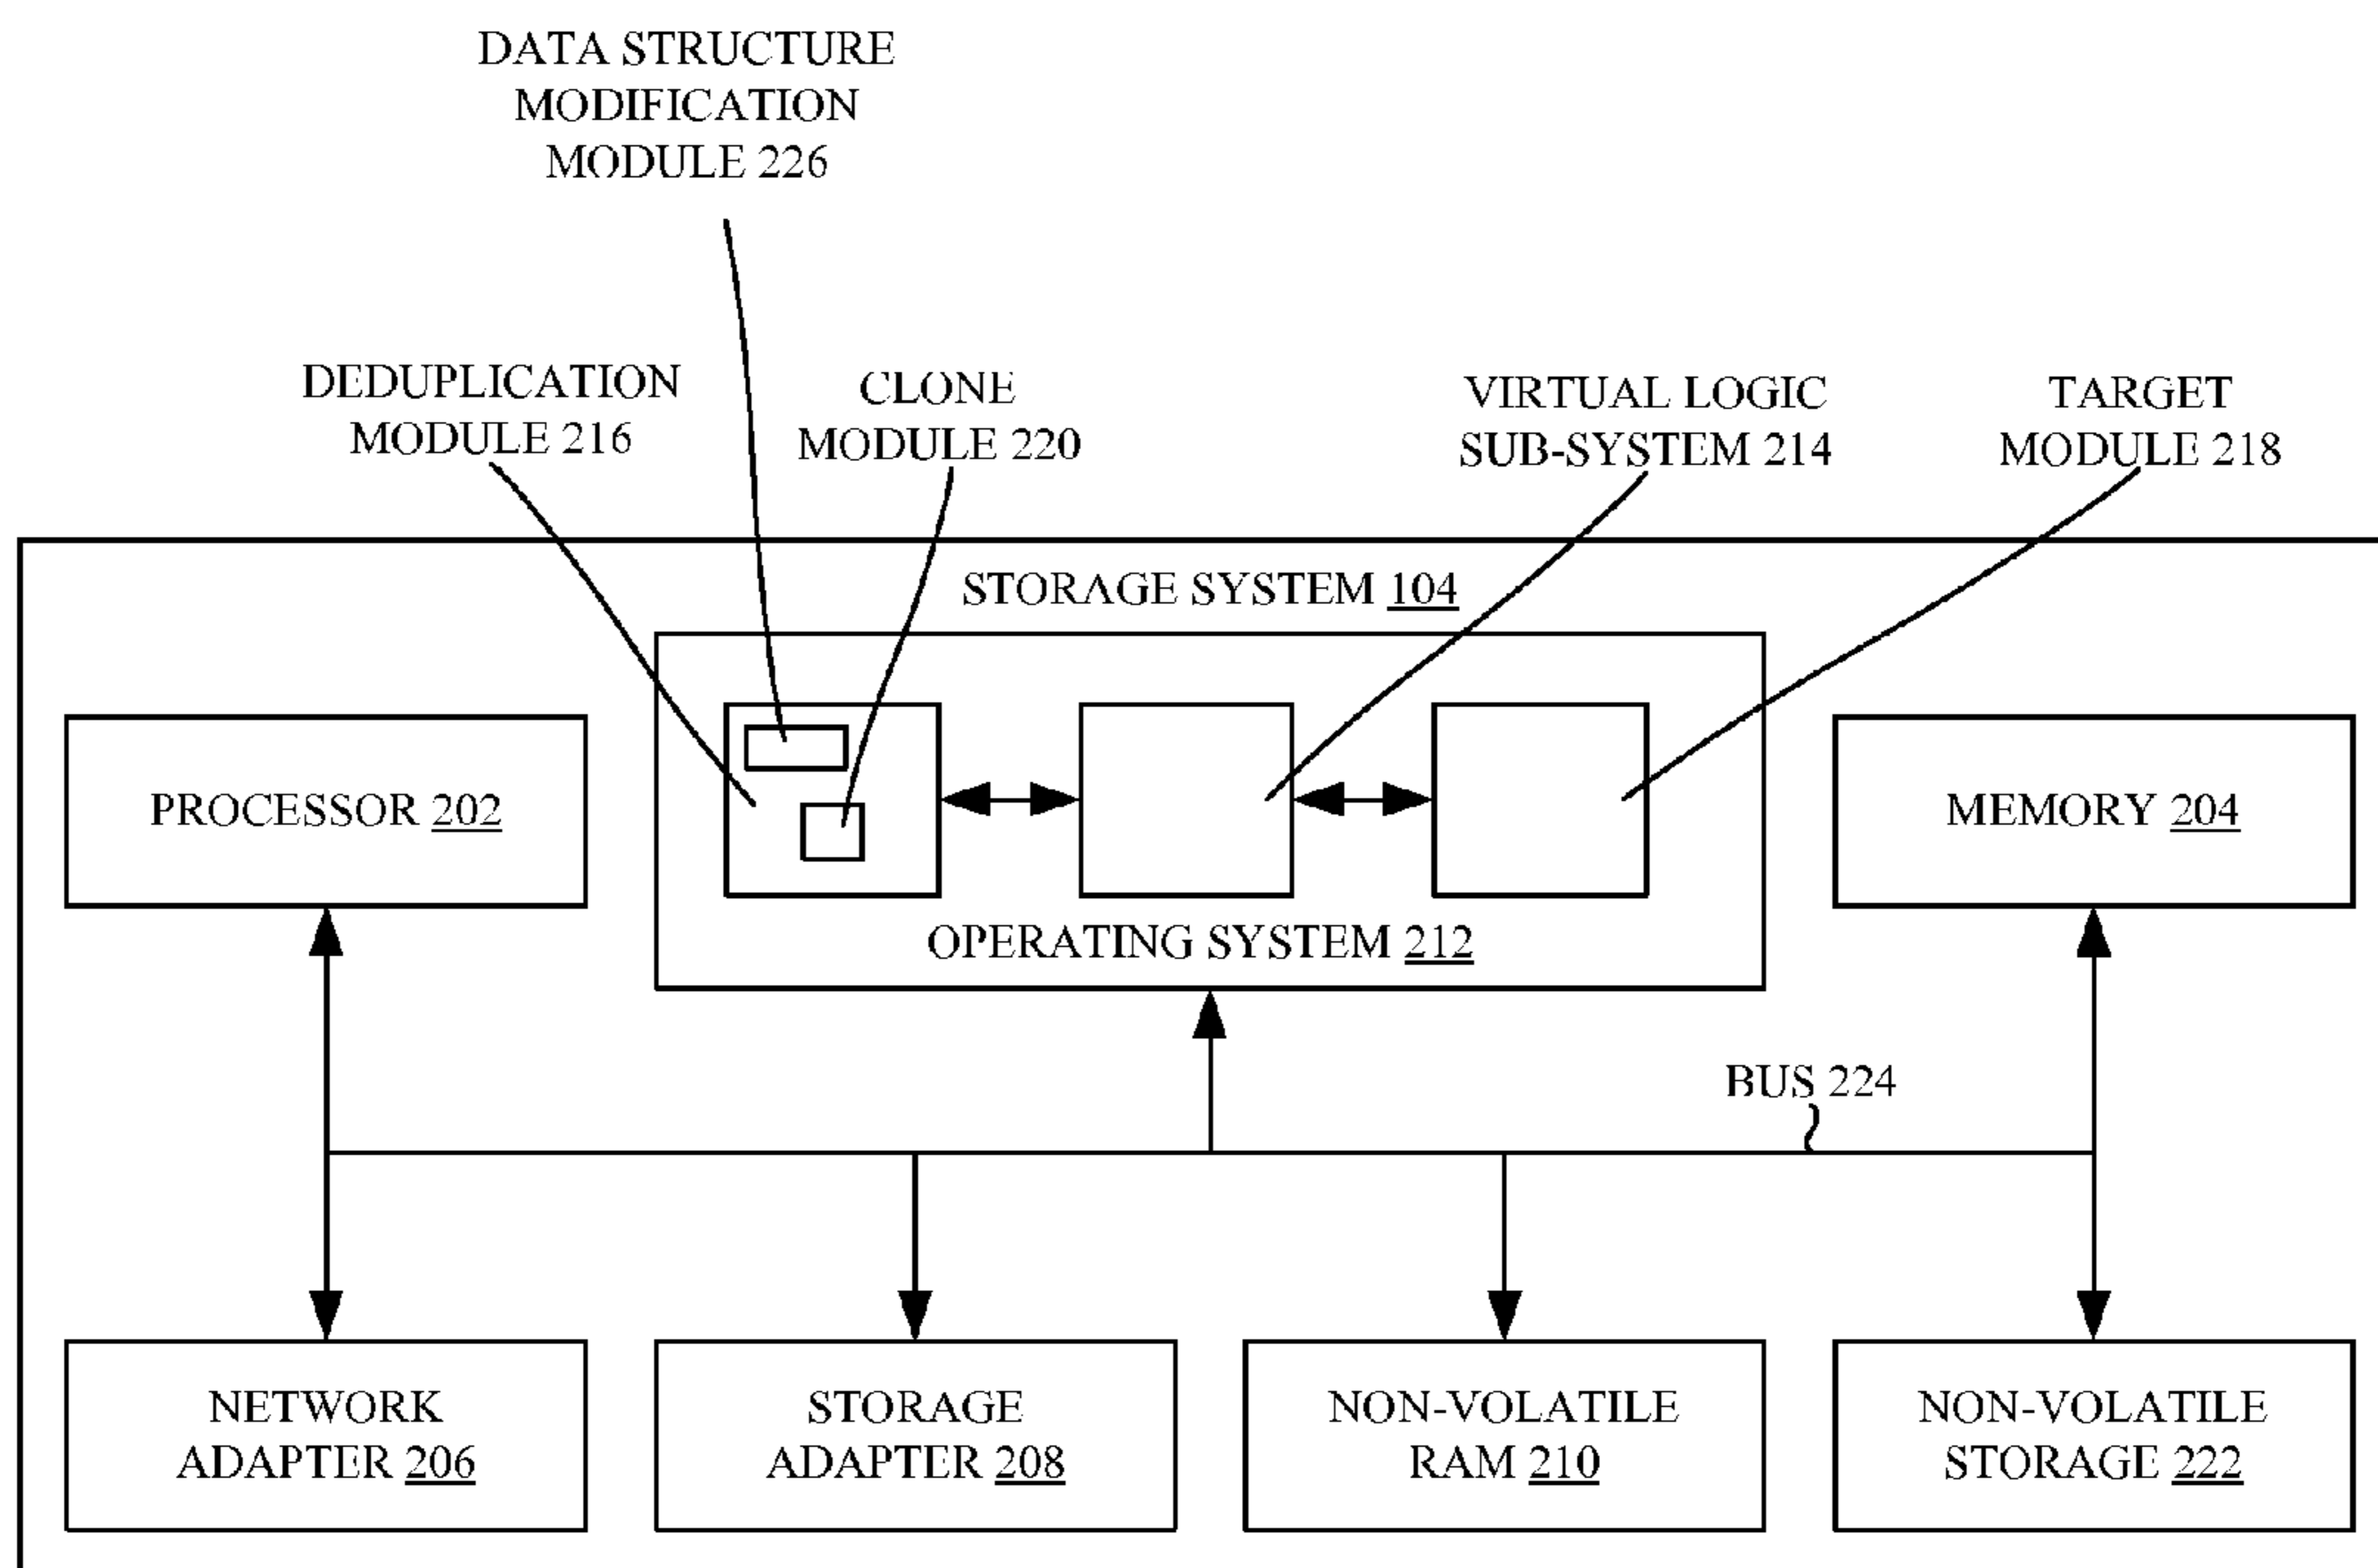 DATA STRUCTURE
MODIFICATION
MODULE 226
DEDUPLICATION
MODULE 216
CLONE
MODULE 220
VIRTUAL LOGIC
SUB-SYSTEM 214
TARGET
MODULE 218
STORAGE SYSTEM 104
PROCESSOR 202
MEMORY 204
OPERATING SYSTEM 212
BUS 224
NETWORK
ADAPTER 206
STORAGE
ADAPTER 208
NON-VOLATILE
RAM 210
NON-VOLATILE
STORAGE 222